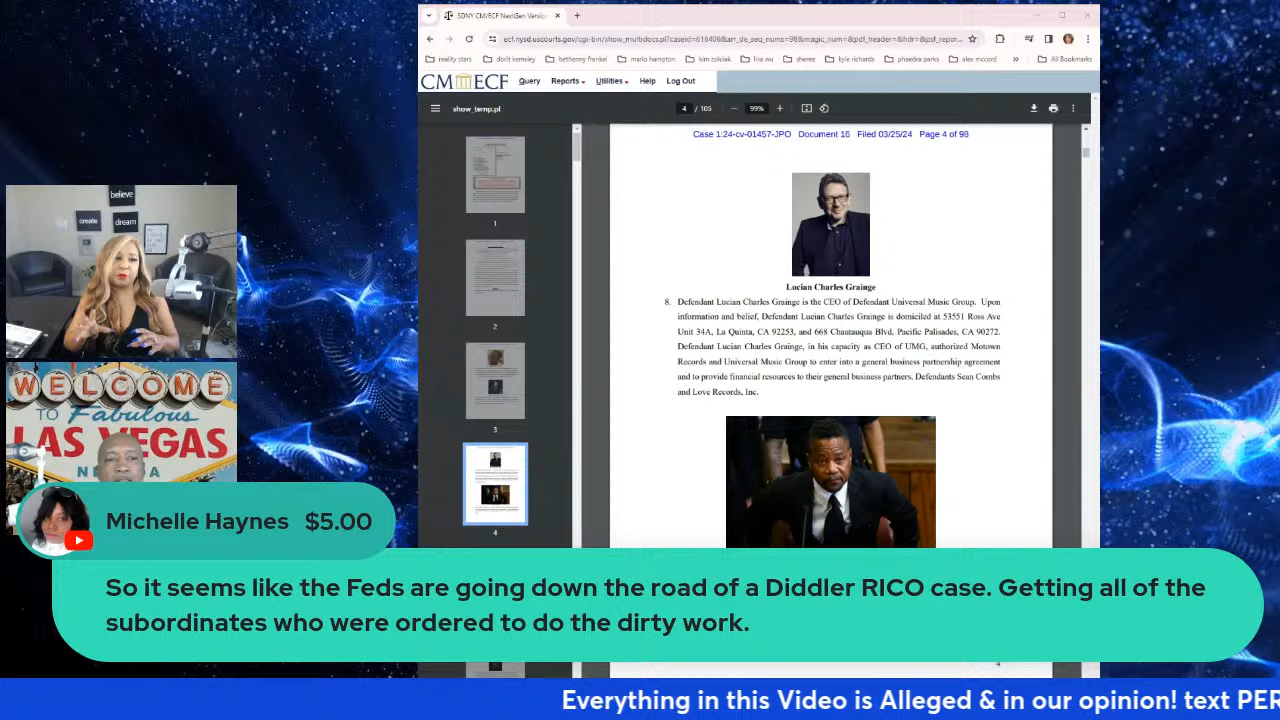 SDNY CM/ECF NextGen Version
ecf.nysd.uscourts.gov/cgi-bin/show_multidocs.pl?caseid=616406&arr_de_seq_nums=98&magic_num=&pdf_header=&hdr=&psf_repor...
reality stars
dorit kemsley
bethenny frankel
marlo hampton
kim zolciak
lisa wu
sheree
kyle richards
phaedra parks
alex mccord
»
All Bookmarks
CM ECF Query Reports Utilities Help Log Out
show_temp.pl 4 / 105 99%
Case 1:24-cv-01457-JPO Document 16 Filed 03/25/24 Page 4 of 98
1
2
3
4
Lucian Charles Grainge
8. Defendant Lucian Charles Grainge is the CEO of Defendant Universal Music Group. Upon
information and belief, Defendant Lucian Charles Grainge is domiciled at 53551 Ross Ave
Unit 34A, La Quinta, CA 92253, and 668 Chautauqua Blvd, Pacific Palisades, CA 90272.
Defendant Lucian Charles Grainge, in his capacity as CEO of UMG, authorized Motown
Records and Universal Music Group to enter into a general business partnership agreement
and to provide financial resources to their general business partners, Defendants Sean Combs
and Love Records, Inc.
believe
create
dream
WELCOME
TO Fabulous
LAS VEGAS
Michelle Haynes $5.00
So it seems like the Feds are going down the road of a Diddler RICO case. Getting all of the
subordinates who were ordered to do the dirty work.
4
Everything in this Video is Alleged & in our opinion! text PER